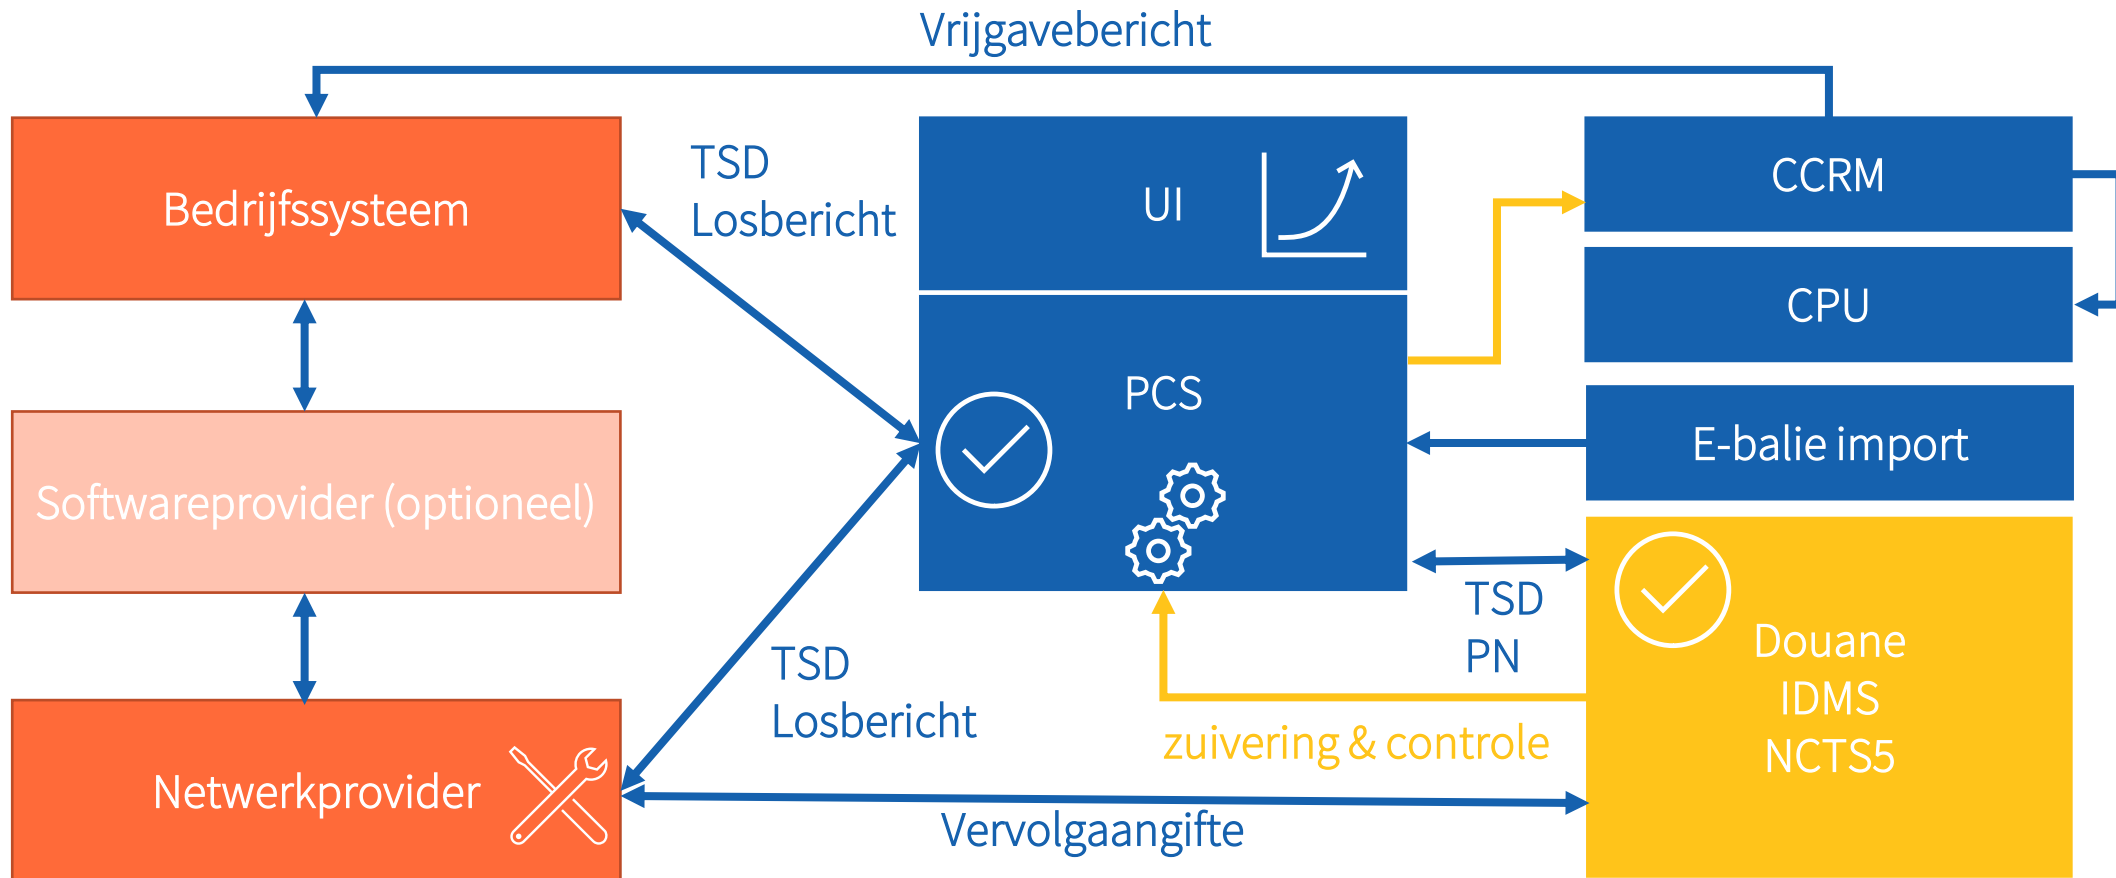 Vrijgavebericht
Bedrijfssysteem
TSD
Losbericht
UI
CCRM
CPU
PCS
E-balie import
Softwareprovider (optioneel)
TSD
PN
TSD
Losbericht
zuivering & controle
Douane
IDMS
NCTS5
Netwerkprovider
Vervolgaangifte